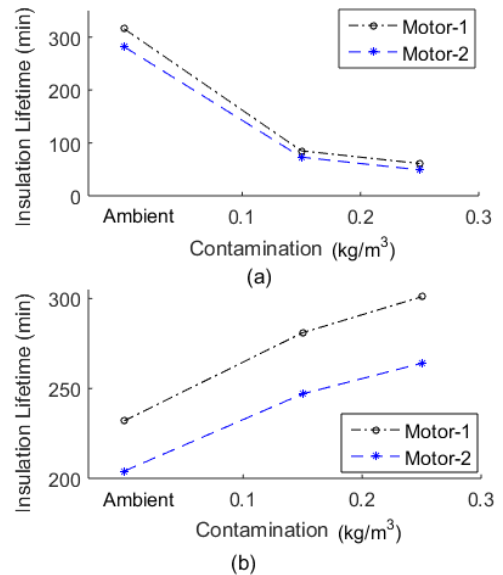 Insulation Lifetime (min)
300
200
100
0
Motor-1
Motor-2
Ambient 0.1 0.2 0.3
Contamination (kg/m³)
(a)
Insulation Lifetime (min)
300
250
200
Motor-1
Motor-2
Ambient 0.1 0.2 0.3
Contamination (kg/m³)
(b)